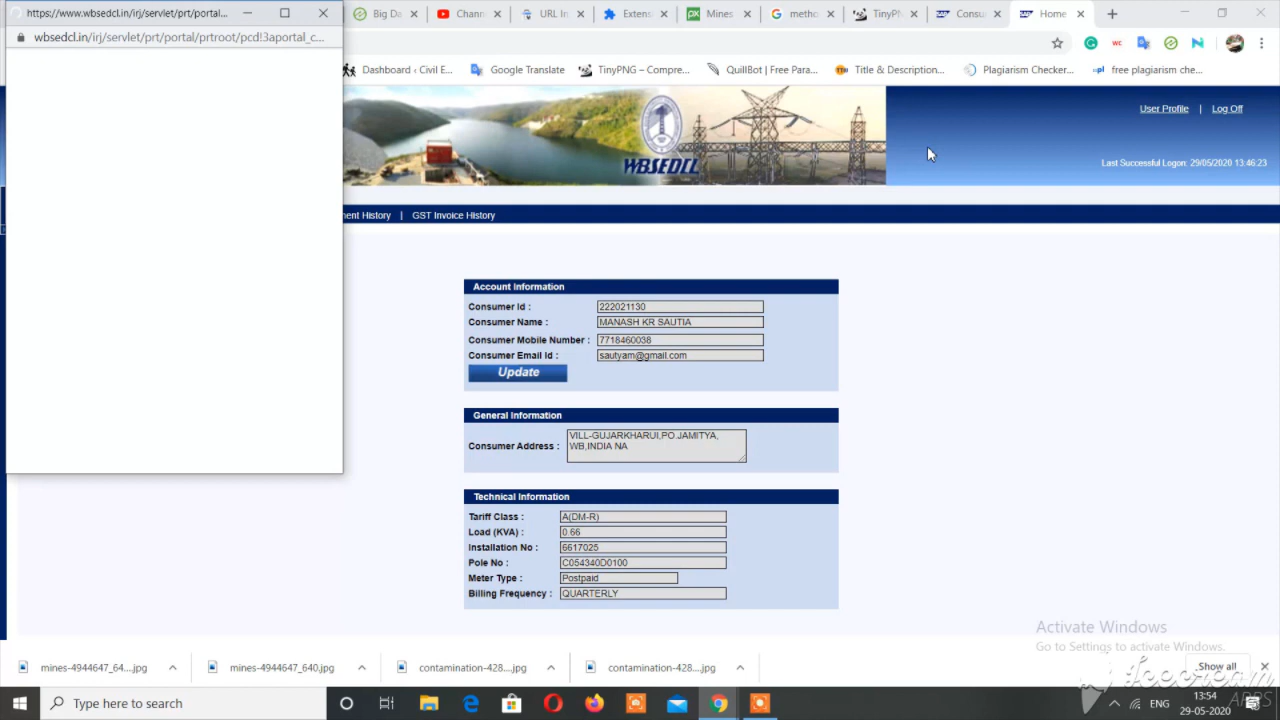 https://www.wbsedcl.in/irj/servlet/prt/portal...
Big Da
Chann
URL In
Extens
Mines
metho
TinyPN
Consu
Home
wbsedcl.in/irj/servlet/prt/portal/prtroot/pcd!3aportal_c...
Dashboard ‹ Civil E...
Google Translate
TinyPNG – Compre...
QuillBot | Free Para...
Title & Description...
Plagiarism Checker...
free plagiarism che...
WBSEDCL
User Profile | Log Off
Last Successful Logon: 29/05/2020 13:46:23
ment History | GST Invoice History
Account Information
Consumer Id : 222021130
Consumer Name : MANASH KR SAUTIA
Consumer Mobile Number : 7718460038
Consumer Email Id : sautyam@gmail.com
Update
General Information
Consumer Address : VILL-GUJARKHARUI,PO.JAMITYA,
WB,INDIA NA
Technical Information
Tariff Class : A(DM-R)
Load (KVA) : 0.66
Installation No : 6617025
Pole No : C054340D0100
Meter Type : Postpaid
Billing Frequency : QUARTERLY
Activate Windows
Go to Settings to activate Windows.
mines-4944647_64....jpg
mines-4944647_640.jpg
contamination-428....jpg
contamination-428....jpg
Show all
Icecream
APPS
Type here to search
ENG
13:54
29-05-2020